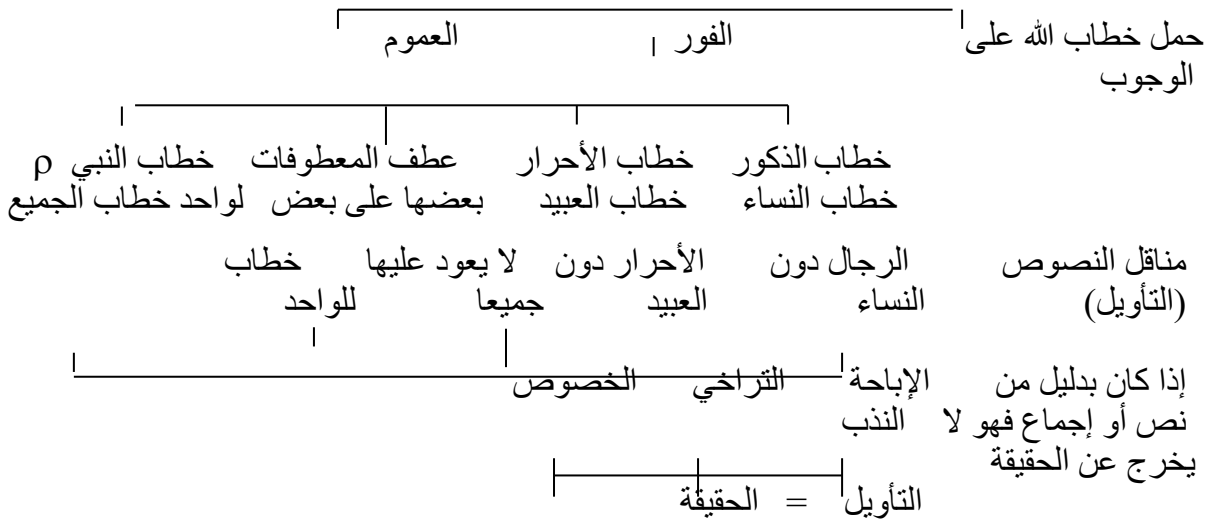 حمل خطاب الله على الفور العموم
الوجوب
خطاب الذكور خطاب الأحرار عطف المعطوفات خطاب النبي ρ
خطاب النساء خطاب العبيد بعضها على بعض لواحد خطاب الجميع
مناقل النصوص الرجال دون الأحرار دون لا يعود عليها خطاب
(التأويل) النساء العبيد جميعا للواحد
إذا كان بدليل من الإباحة التراخي الخصوص
نص أو إجماع فهو لا النذب
يخرج عن الحقيقة
التأويل = الحقيقة